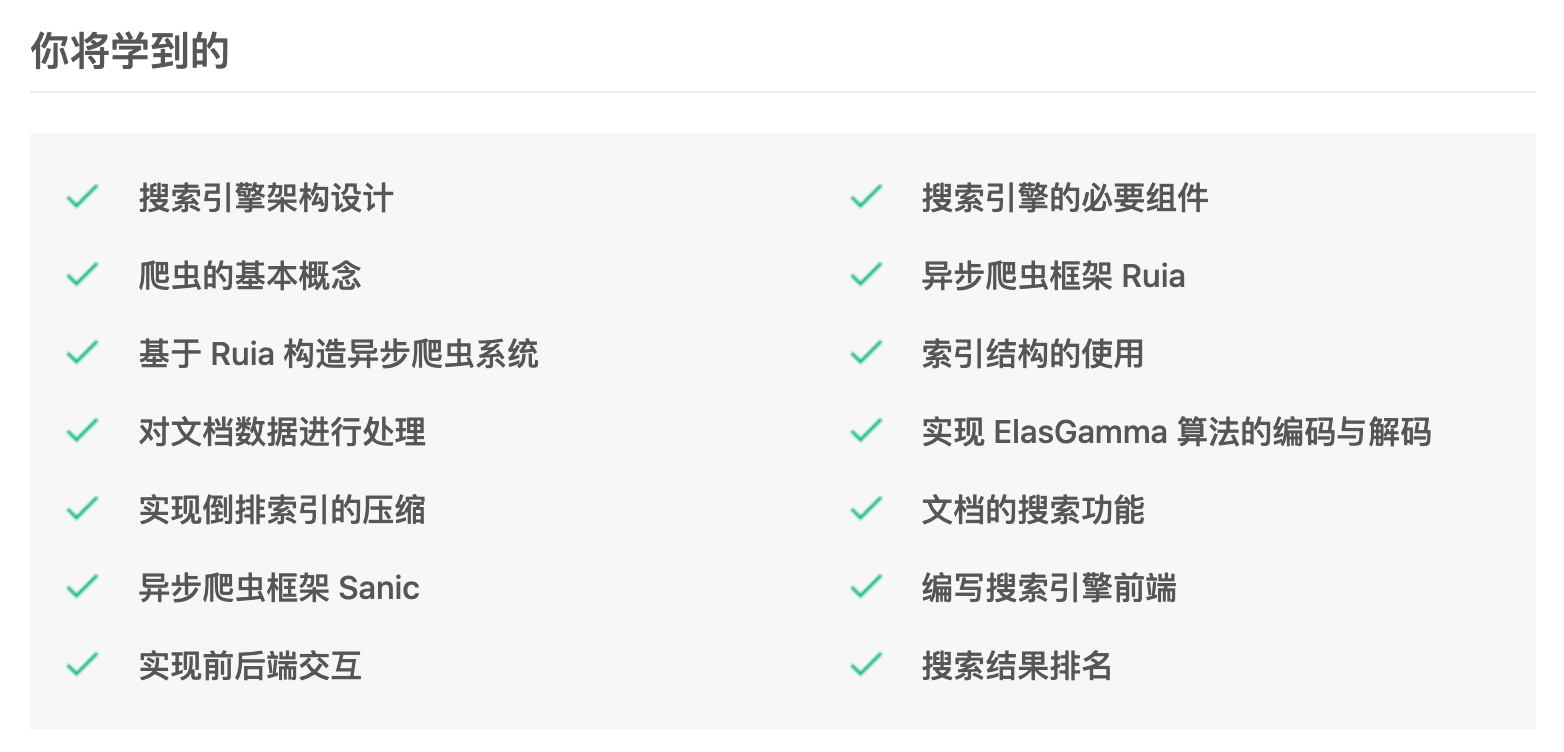 你将学到的
搜索引擎架构设计
搜索引擎的必要组件
爬虫的基本概念
异步爬虫框架 Ruia
基于 Ruia 构造异步爬虫系统
索引结构的使用
对文档数据进行处理
实现 ElasGamma 算法的编码与解码
实现倒排索引的压缩
文档的搜索功能
异步爬虫框架 Sanic
编写搜索引擎前端
实现前后端交互
搜索结果排名